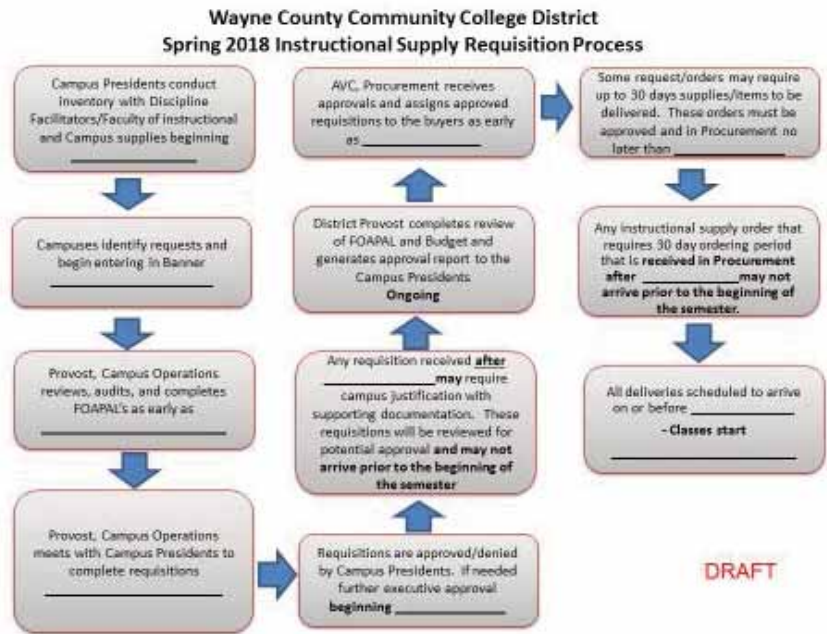 Wayne County Community College District
Spring 2018 Instructional Supply Requisition Process
Campus Presidents conduct
inventory with Discipline
Facilitators/Faculty of instructional
and Campus supplies beginning
Campuses identify requests and
begin entering in Banner
Provost, Campus Operations
reviews, audits, and completes
FOAPAL's as early as
Provost, Campus Operations
meets with Campus Presidents to
complete requisitions
Requisitions are approved/denied
by Campus Presidents. If needed
further executive approval
beginning
Any requisition received after
may require
campus justification with
supporting documentation. These
requisitions will be reviewed for
potential approval and may not
arrive prior to the beginning of
the semester
District Provost completes review
of FOAPAL and Budget and
generates approval report to the
Campus Presidents
Ongoing
AVC, Procurement receives
approvals and assigns approved
requisitions to the buyers as early
as
Some request/orders may require
up to 30 days supplies/items to be
delivered. These orders must be
approved and in Procurement no
later than
Any instructional supply order that
requires 30 day ordering period
that is received in Procurement
after may not
arrive prior to the beginning of
the semester.
All deliveries scheduled to arrive
on or before
- Classes start
DRAFT